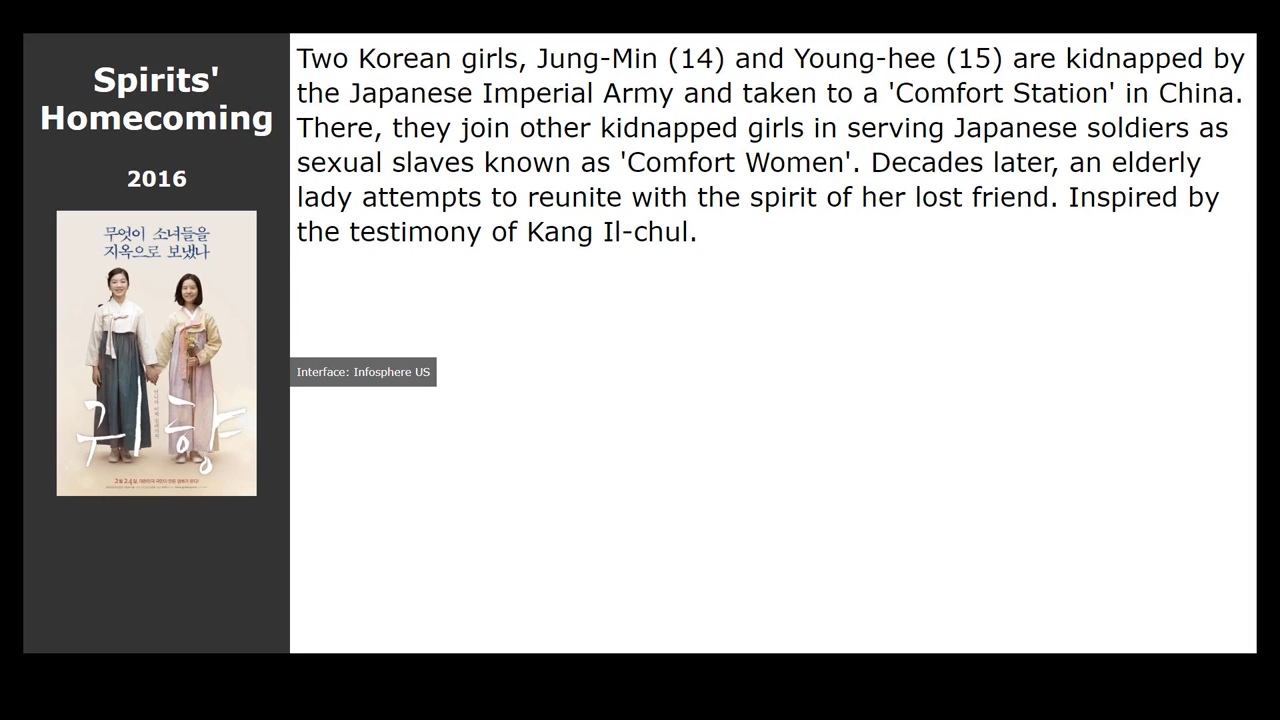 Spirits'
Homecoming
2016
무엇이 소녀들을
지옥으로 보냈나
귀향
Two Korean girls, Jung-Min (14) and Young-hee (15) are kidnapped by
the Japanese Imperial Army and taken to a 'Comfort Station' in China.
There, they join other kidnapped girls in serving Japanese soldiers as
sexual slaves known as 'Comfort Women'. Decades later, an elderly
lady attempts to reunite with the spirit of her lost friend. Inspired by
the testimony of Kang Il-chul.
Interface: Infosphere US